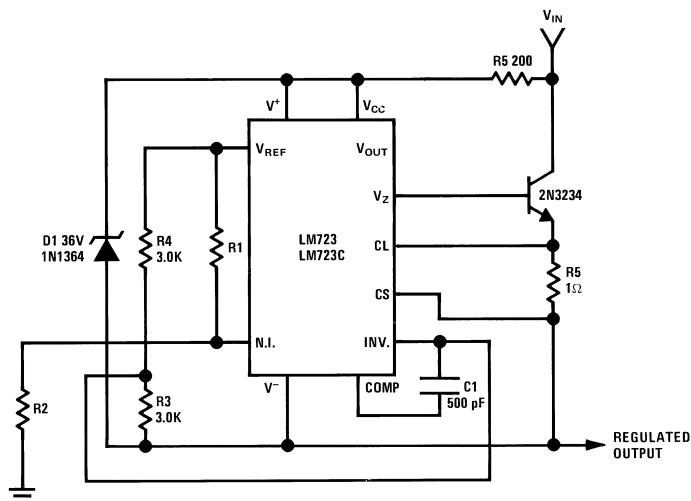 V_IN
R5 200
V⁺
V_CC
V_REF
V_OUT
V_Z
2N3234
D1 36V
1N1364
R4
3.0K
R1
LM723
LM723C
CL
R5
1Ω
CS
N.I.
INV.
V⁻
COMP
C1
500 pF
R3
3.0K
R2
REGULATED
OUTPUT